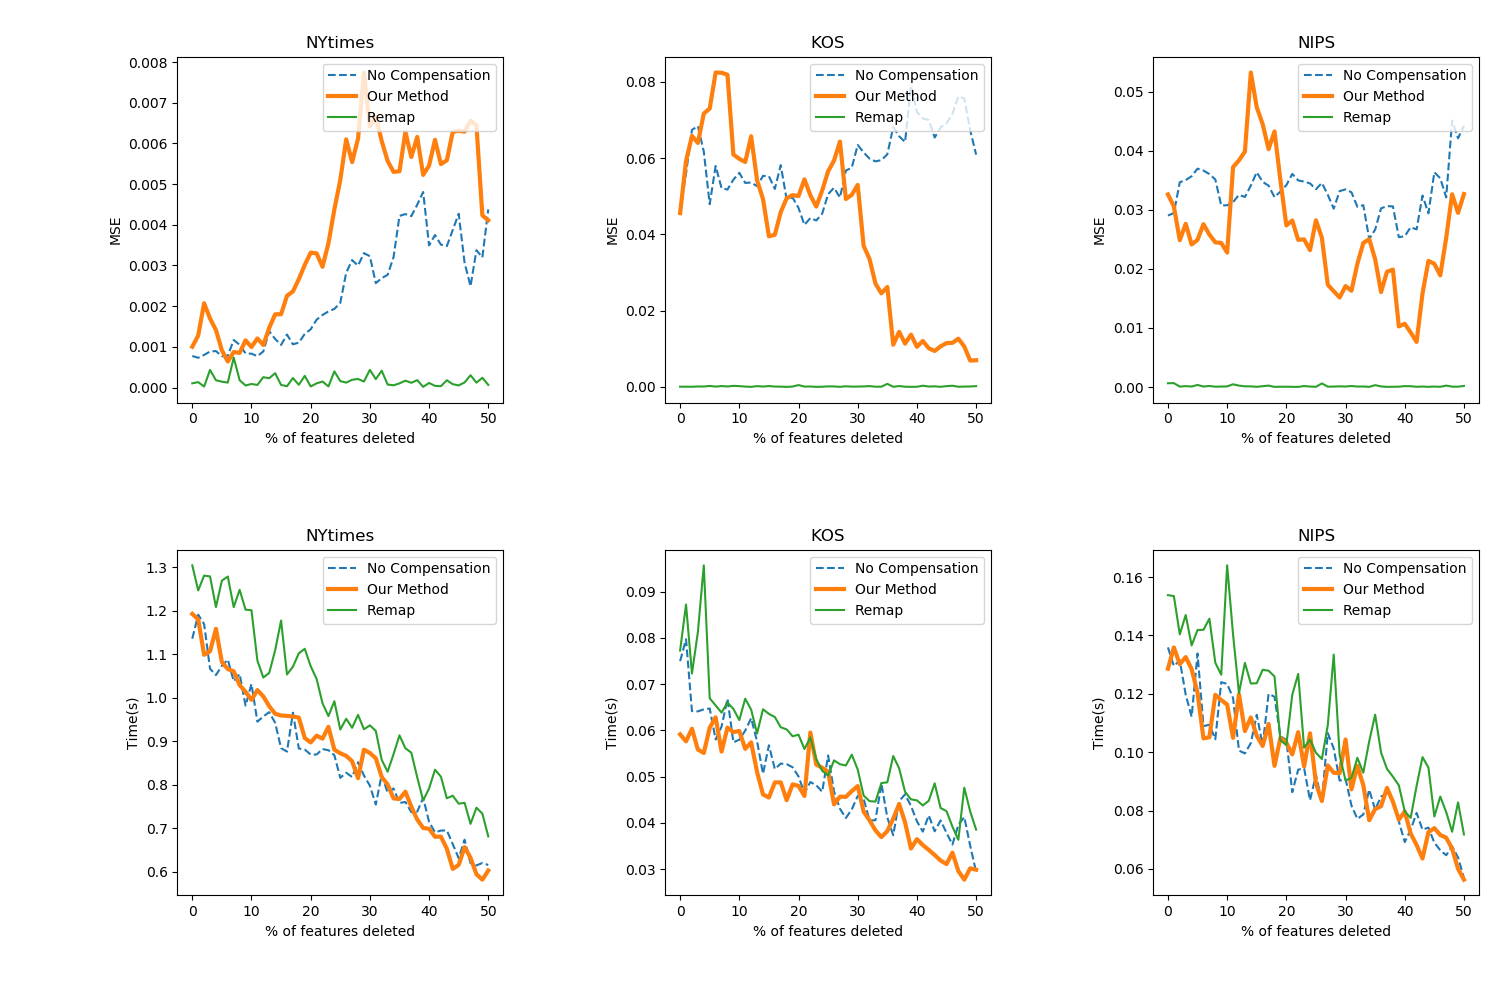 NYtimes
0.008
0.007
0.006
0.005
0.004
0.003
0.002
0.001
0.000
MSE
No Compensation
Our Method
Remap
0 10 20 30 40 50
% of features deleted
KOS
0.08
0.06
0.04
0.02
0.00
MSE
No Compensation
Our Method
Remap
0 10 20 30 40 50
% of features deleted
NIPS
0.05
0.04
0.03
0.02
0.01
0.00
MSE
No Compensation
Our Method
Remap
0 10 20 30 40 50
% of features deleted
NYtimes
1.3
1.2
1.1
1.0
0.9
0.8
0.7
0.6
Time(s)
No Compensation
Our Method
Remap
0 10 20 30 40 50
% of features deleted
KOS
0.09
0.08
0.07
0.06
0.05
0.04
0.03
Time(s)
No Compensation
Our Method
Remap
0 10 20 30 40 50
% of features deleted
NIPS
0.16
0.14
0.12
0.10
0.08
0.06
Time(s)
No Compensation
Our Method
Remap
0 10 20 30 40 50
% of features deleted